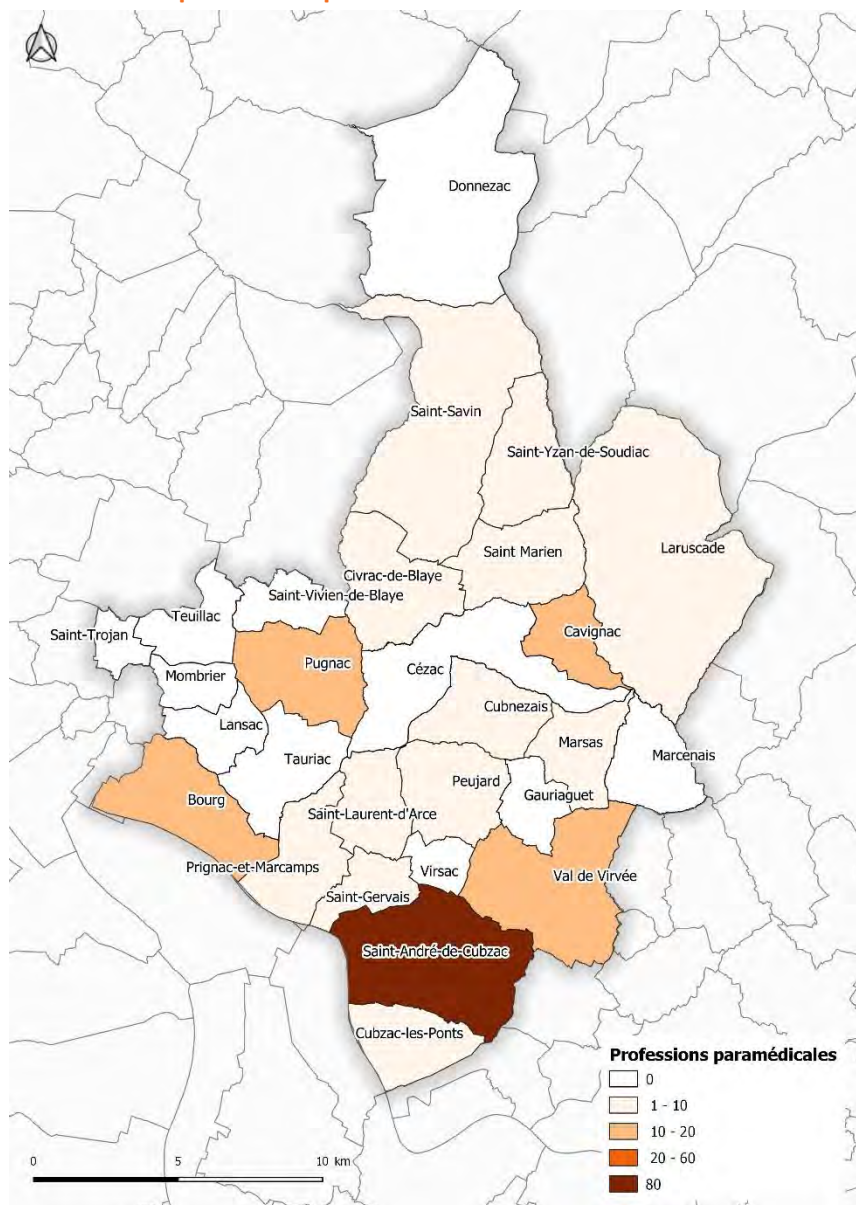 Donnezac
Saint-Savin
Saint-Yzan-de-Soudiac
Saint Marien
Laruscade
Civrac-de-Blaye
Saint-Vivien-de-Blaye
Teuillac
Saint-Trojan
Cavignac
Pugnac
Cézac
Mombrier
Cubnezais
Lansac
Marsas
Marcenais
Tauriac
Peujard
Gauriaguet
Bourg
Saint-Laurent-d'Arce
Prignac-et-Marcamps
Virsac
Val de Virvée
Saint-Gervais
Saint-André-de-Cubzac
Cubzac-les-Ponts
Professions paramédicales
0
1 - 10
10 - 20
20 - 60
80
0 5 10 km